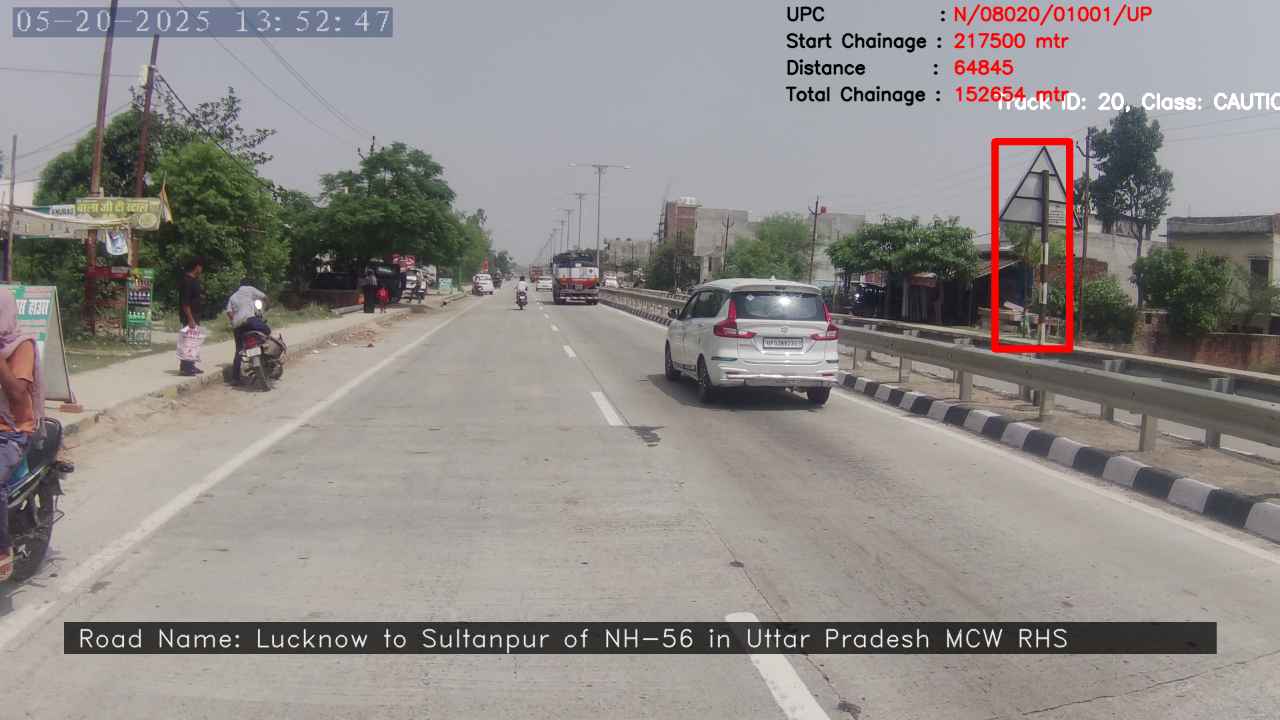 05-20-2025 13:52:47
UPC : N/08020/01001/UP
Start Chainage : 217500 mtr
Distance : 64845
Total Chainage : 152654 mtr
Track ID: 20, Class: CAUTIO
बाला जी टी स्टाल
Road Name: Lucknow to Sultanpur of NH-56 in Uttar Pradesh MCW RHS